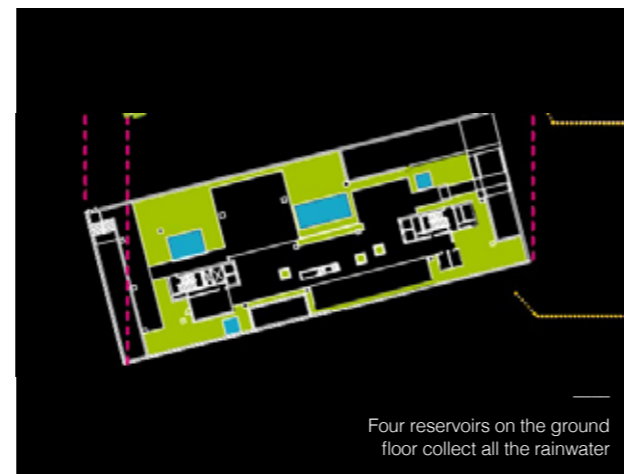 Four reservoirs on the ground
floor collect all the rainwater